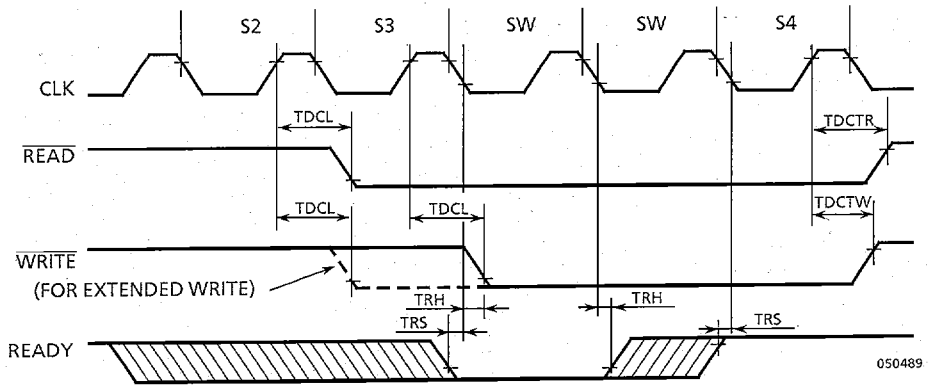 S2 S3 SW SW S4
CLK
TDCL TDCTR
READ
TDCL TDCL TDCTW
WRITE
(FOR EXTENDED WRITE)
TRH TRH
TRS TRS
READY
050489